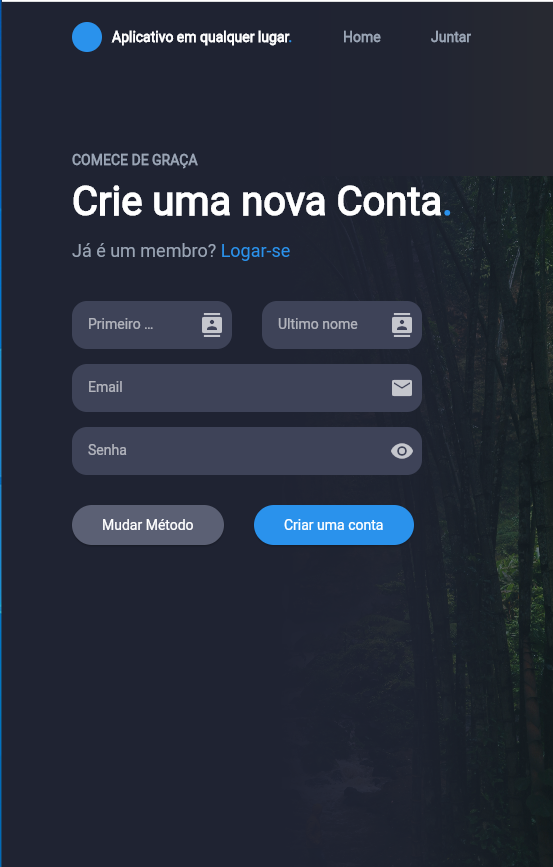 Aplicativo em qualquer lugar. Home Juntar
COMECE DE GRAÇA
Crie uma nova Conta.
Já é um membro? Logar-se
Primeiro ... Ultimo nome
Email
Senha
Mudar Método Criar uma conta